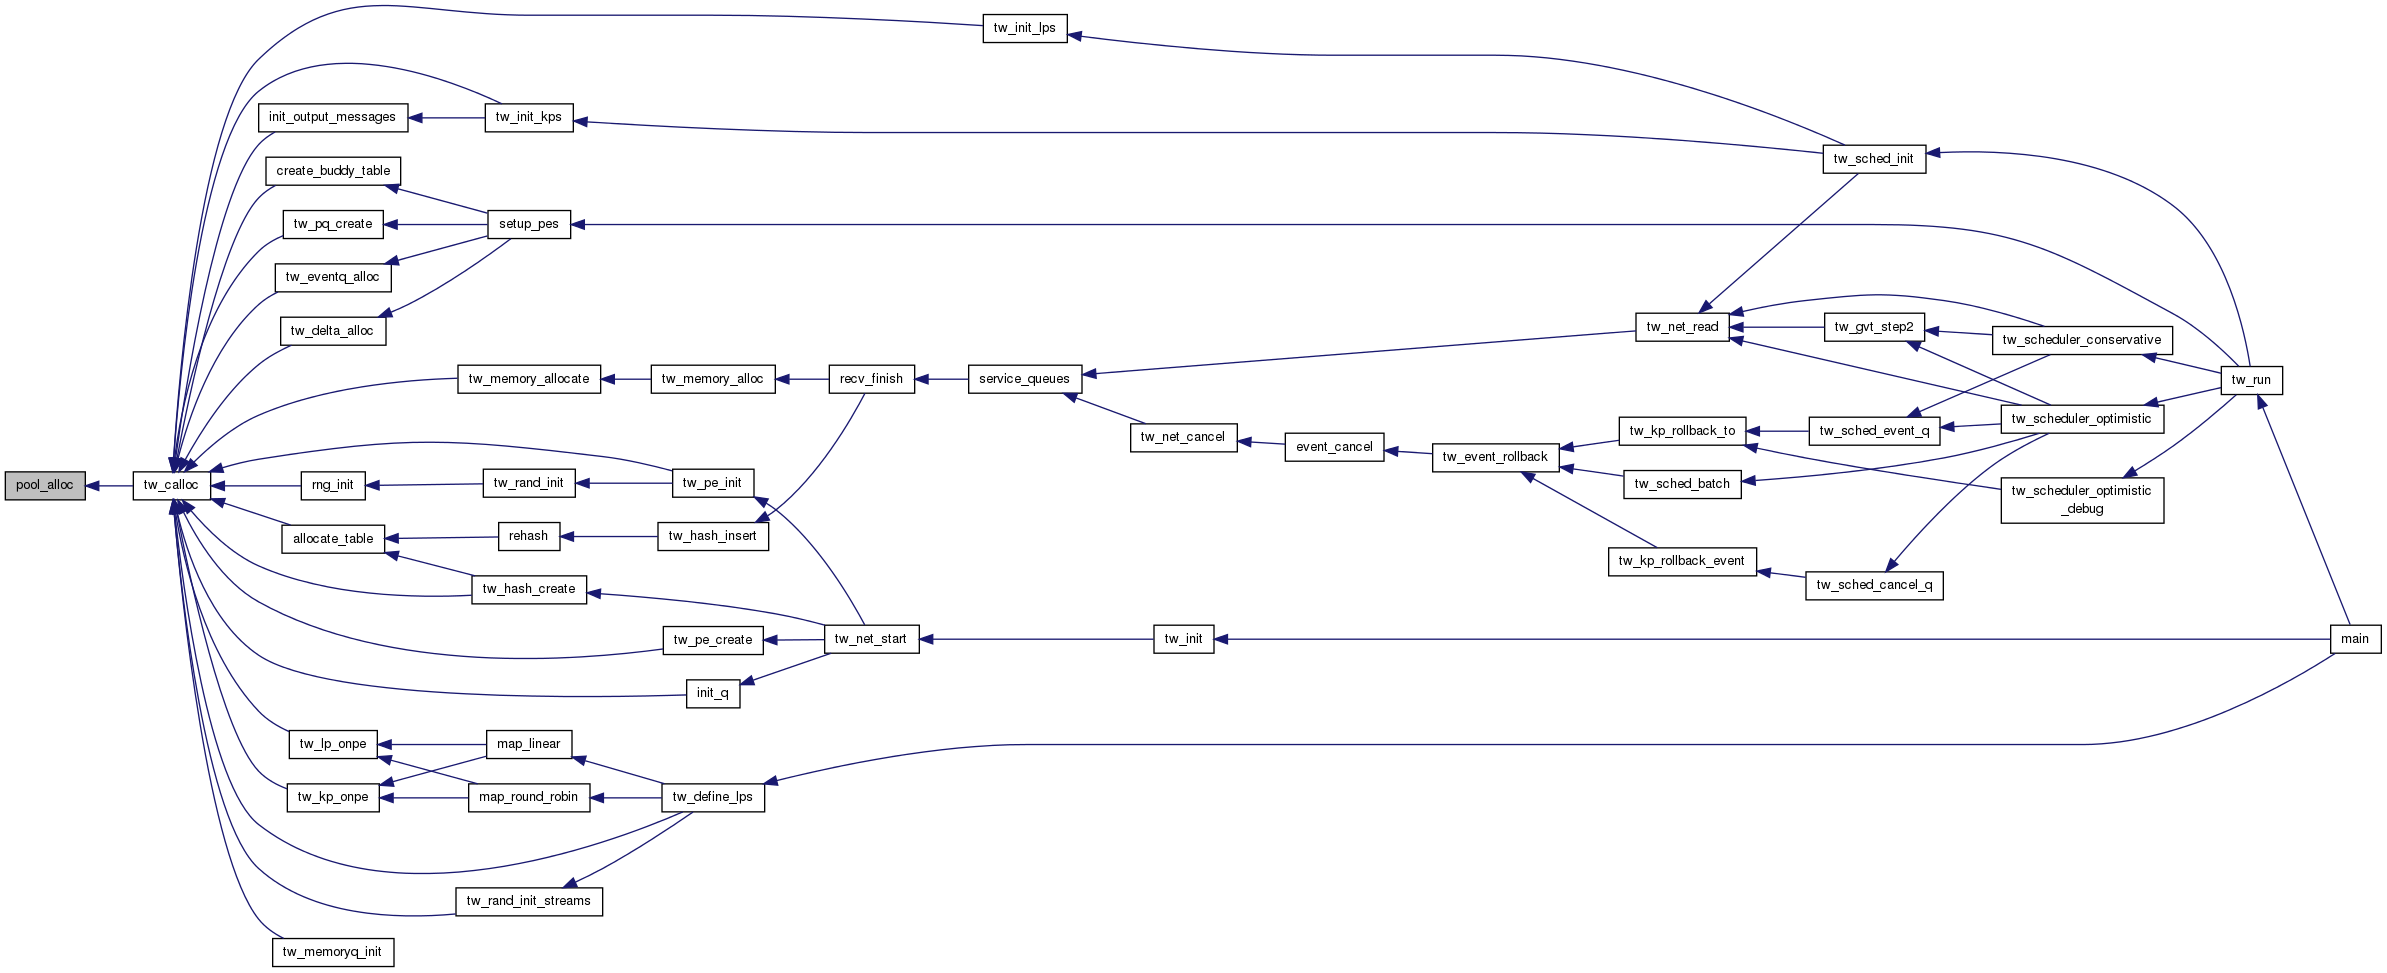 tw_init_lps
init_output_messages
tw_init_kps
create_buddy_table
tw_sched_init
tw_pq_create
setup_pes
tw_eventq_alloc
tw_delta_alloc
tw_net_read
tw_gvt_step2
tw_scheduler_conservative
tw_memory_allocate
tw_memory_alloc
recv_finish
service_queues
tw_run
tw_net_cancel
event_cancel
tw_event_rollback
tw_kp_rollback_to
tw_sched_event_q
tw_scheduler_optimistic
pool_alloc
tw_calloc
rng_init
tw_rand_init
tw_pe_init
tw_sched_batch
tw_scheduler_optimistic
_debug
allocate_table
rehash
tw_hash_insert
tw_kp_rollback_event
tw_sched_cancel_q
tw_hash_create
tw_pe_create
tw_net_start
tw_init
main
init_q
tw_lp_onpe
map_linear
tw_kp_onpe
map_round_robin
tw_define_lps
tw_rand_init_streams
tw_memoryq_init